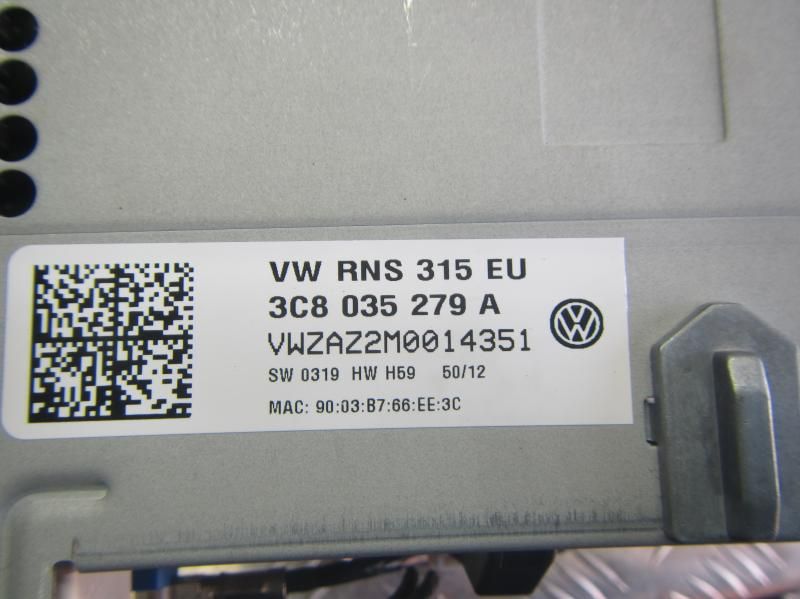 VW RNS 315 EU
3C8 035 279 A
VWZAZ2M0014351
SW 0319 HW H59 50/12
MAC: 90:03:B7:66:EE:3C